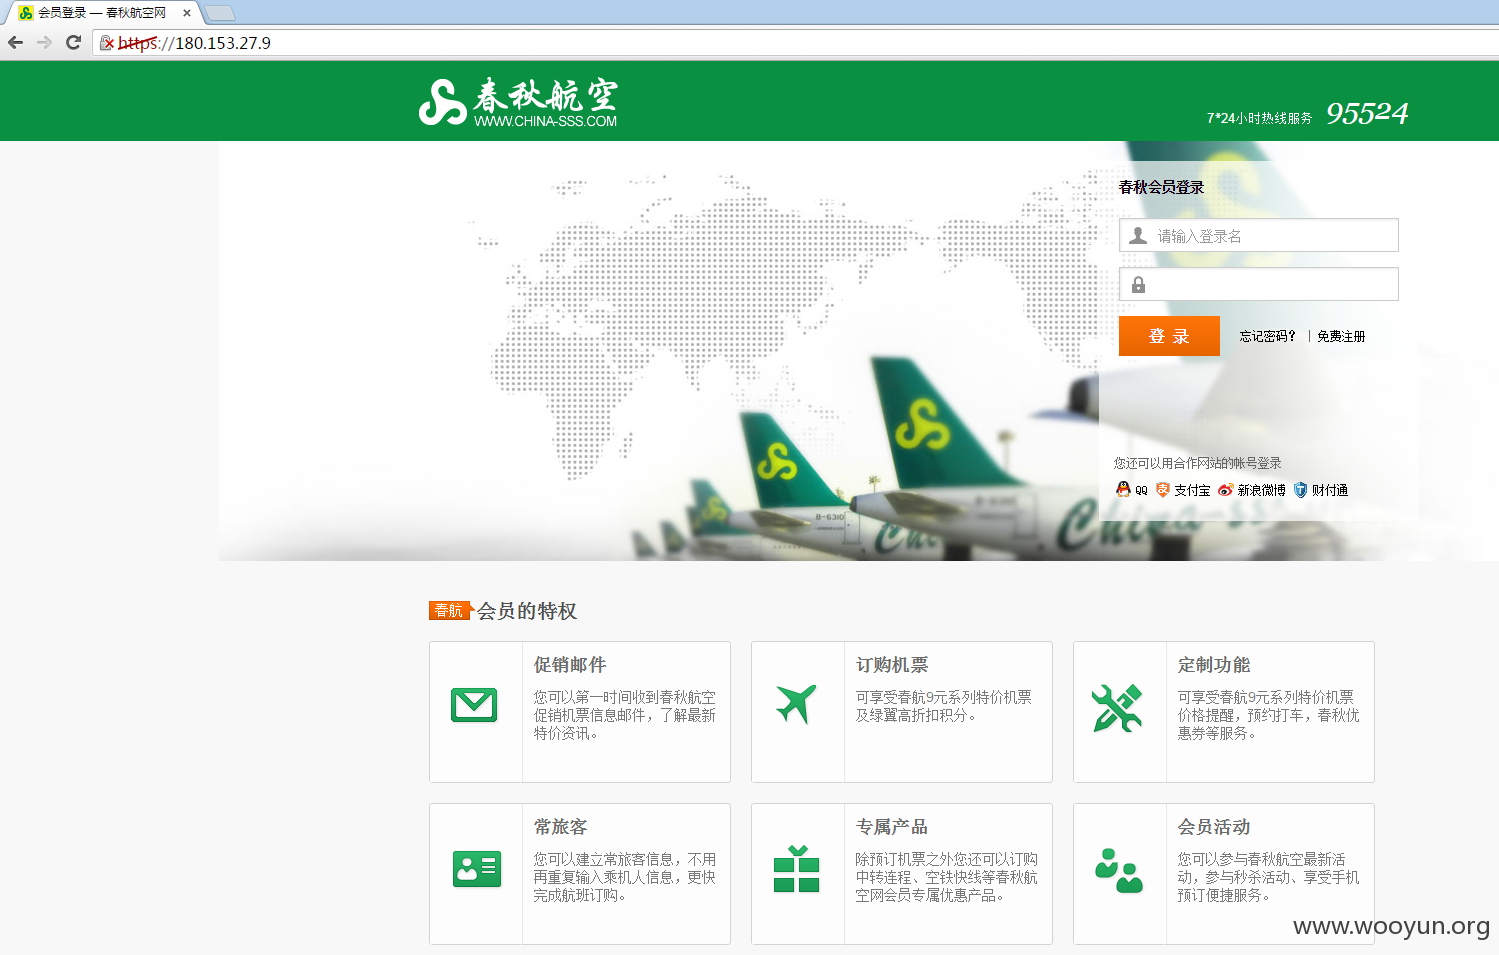 会员登录 — 春秋航空网
https://180.153.27.9
春秋航空
WWW.CHINA-SSS.COM
7*24小时热线服务 95524
春秋会员登录
请输入登录名
登 录 忘记密码? | 免费注册
B-6310
您还可以用合作网站的帐号登录
QQ 支付宝 新浪微博 财付通
China-ss
春航 会员的特权
促销邮件
您可以第一时间收到春秋航空
促销机票信息邮件，了解最新
特价资讯。
订购机票
可享受春航9元系列特价机票
及绿翼高折扣积分。
定制功能
可享受春航9元系列特价机票
价格提醒，预约打车，春秋优
惠券等服务。
常旅客
您可以建立常旅客信息，不用
再重复输入乘机人信息，更快
完成航班订购。
专属产品
除预订机票之外您还可以订购
中转连程、空铁快线等春秋航
空网会员专属优惠产品。
会员活动
您可以参与春秋航空最新活
动，参与秒杀活动、享受手机
预订便捷服务。
www.wooyun.org